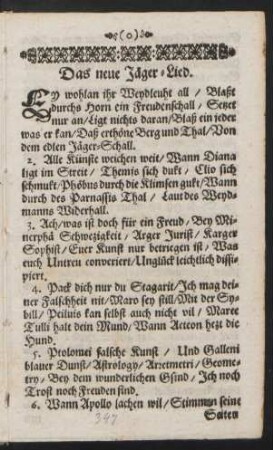 (o)
Das neue Jäger-Lied.
Ey wohlan ihr Weydleuht all / Blaßt
durchs Horn ein Freudenschall / Setzet
nur an / Ligt nichts daran / Blaß ein jeder
was er kan / Daß erthöne Berg und Thal / Von
dem edlen Jäger-Schall.
2. Alle Künste weichen weit / Wann Diana
ligt im Streit / Themis sich dukt / Clio sich
schmukt / Phöbus durch die Klimsen gukt / Wann
durch des Parnassis Thal / Laut des Weyd-
manns Widerhall.
3. Ach / was ist doch für ein Freud / Bey Mi-
nerphä Schwezigkeit / Arger Jurist / Karger
Sophist / Euer Kunst nur betriegen ist / Was
euch Untreu converiert / Unglück leichtlich dissi-
piert.
4. Pack dich nur du Stagarit / Ich mag dei-
ner Falschheit nit / Maro sey still / Mit der Sy-
bill / Peiluis kan selbst auch nicht vil / Marce
Tulli halt dein Mund / Wann Acteon hezt die
Hund.
5. Ptolomei falsche Kunst / Und Galleni
blauer Dunst / Astrology / Arietmetri / Geome-
try / Bey dem wunderlichen Gsind / Ich noch
Trost noch Freuden find.
6. Wann Apollo lachen wil / Stimmen seine
Seiten
347